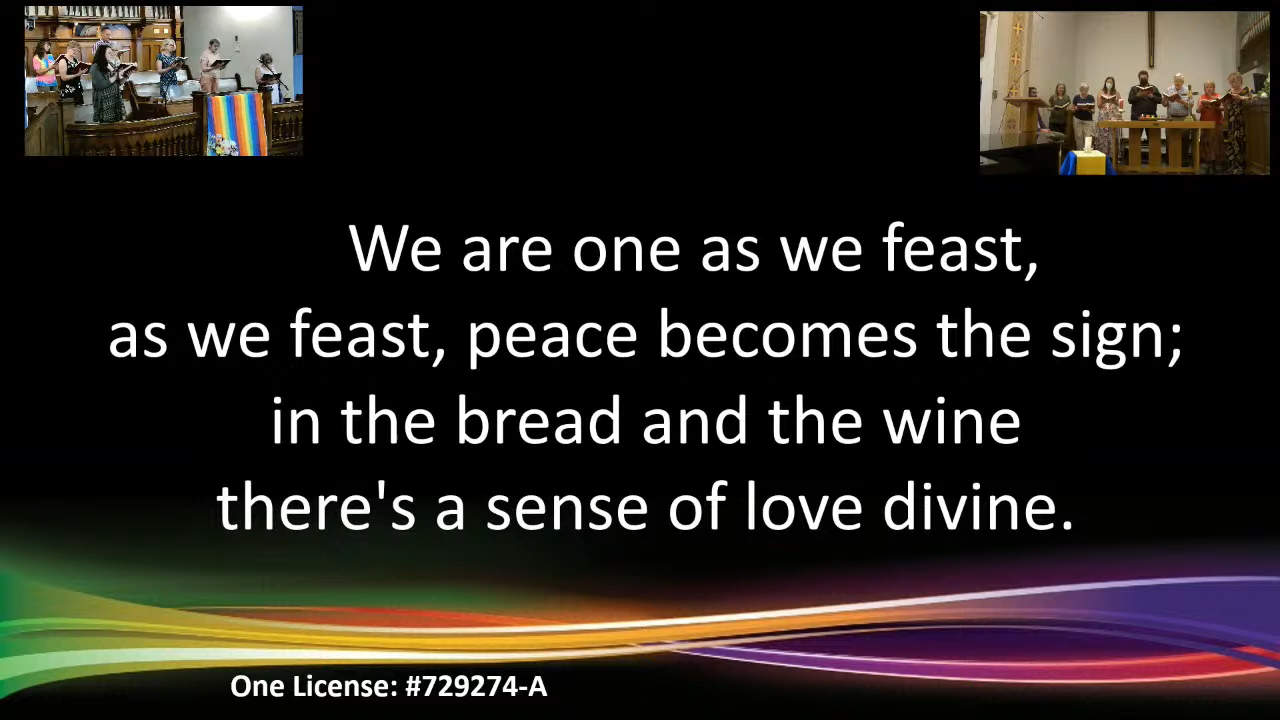 We are one as we feast,
as we feast, peace becomes the sign;
in the bread and the wine
there's a sense of love divine.
One License: #729274-A